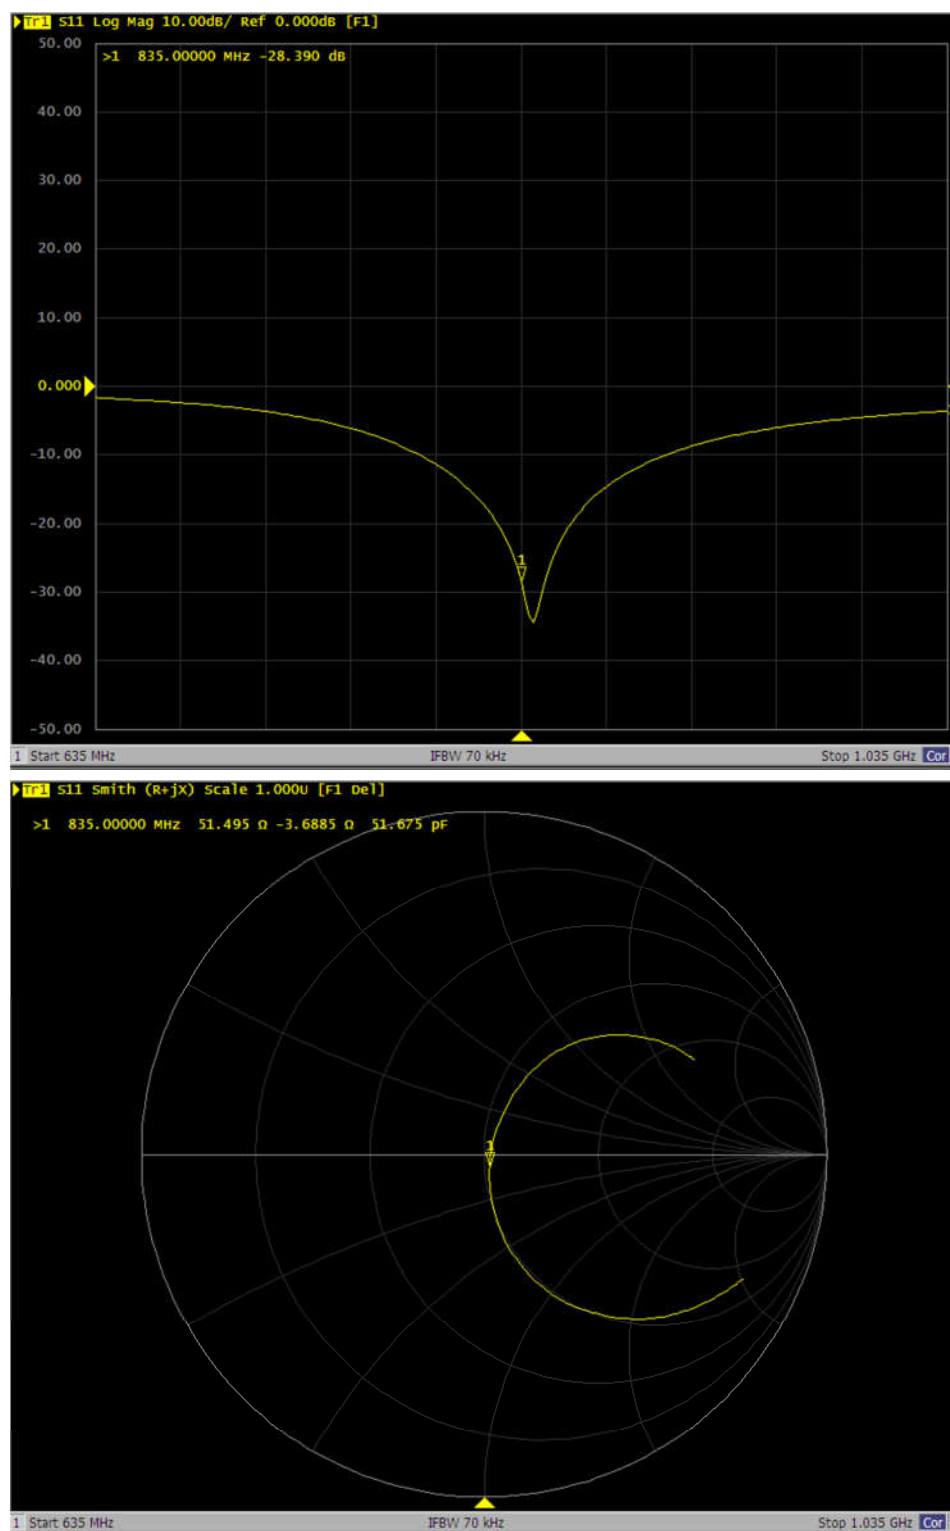 Tr1 S11 Log Mag 10.00dB/ Ref 0.000dB [F1]
50.00
>1 835.00000 MHz -28.390 dB
40.00
30.00
20.00
10.00
0.000
-10.00
-20.00
1
-30.00
-40.00
-50.00
1 Start 635 MHz IFBW 70 kHz Stop 1.035 GHz Cor
Tr1 S11 Smith (R+jX) Scale 1.000U [F1 Del]
>1 835.00000 MHz 51.495 Ω -3.6885 Ω 51.675 pF
1
1 Start 635 MHz IFBW 70 kHz Stop 1.035 GHz Cor